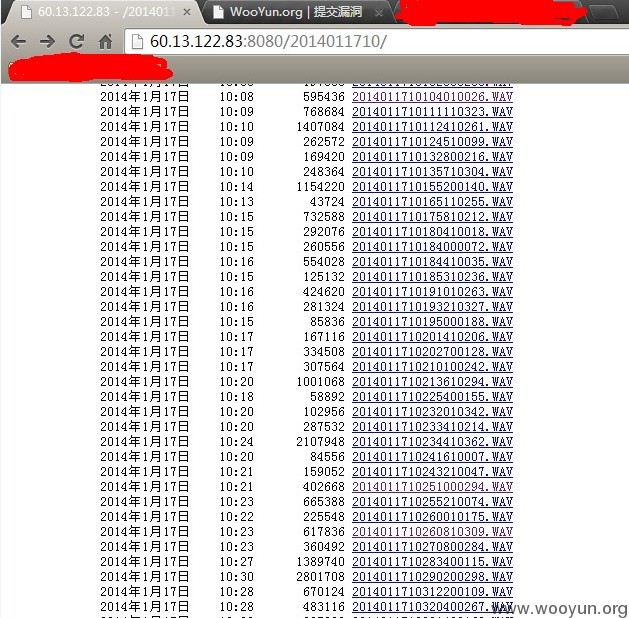 60.13.122.83 - /2014011
WooYun.org | 提交漏洞
60.13.122.83:8080/2014011710/
2014年1月17日 10:08 595436 2014011710104010026.WAV
2014年1月17日 10:09 768684 2014011710111110323.WAV
2014年1月17日 10:10 1407084 2014011710112410261.WAV
2014年1月17日 10:09 262572 2014011710124510099.WAV
2014年1月17日 10:09 169420 2014011710132800216.WAV
2014年1月17日 10:10 248364 2014011710135710304.WAV
2014年1月17日 10:14 1154220 2014011710155200140.WAV
2014年1月17日 10:13 43724 2014011710165110255.WAV
2014年1月17日 10:15 732588 2014011710175810212.WAV
2014年1月17日 10:15 292076 2014011710180410018.WAV
2014年1月17日 10:15 260556 2014011710184000072.WAV
2014年1月17日 10:16 554028 2014011710184410035.WAV
2014年1月17日 10:15 125132 2014011710185310236.WAV
2014年1月17日 10:16 424620 2014011710191010263.WAV
2014年1月17日 10:16 281324 2014011710193210327.WAV
2014年1月17日 10:15 85836 2014011710195000188.WAV
2014年1月17日 10:17 167116 2014011710201410206.WAV
2014年1月17日 10:17 334508 2014011710202700128.WAV
2014年1月17日 10:17 307564 2014011710210100242.WAV
2014年1月17日 10:20 1001068 2014011710213610294.WAV
2014年1月17日 10:18 58892 2014011710225400155.WAV
2014年1月17日 10:20 102956 2014011710232010342.WAV
2014年1月17日 10:20 287532 2014011710233410214.WAV
2014年1月17日 10:24 2107948 2014011710234410362.WAV
2014年1月17日 10:20 84556 2014011710241610007.WAV
2014年1月17日 10:21 159052 2014011710243210047.WAV
2014年1月17日 10:21 402668 2014011710251000294.WAV
2014年1月17日 10:23 665388 2014011710255210074.WAV
2014年1月17日 10:22 225548 2014011710260010175.WAV
2014年1月17日 10:23 617836 2014011710260810309.WAV
2014年1月17日 10:23 360492 2014011710270800284.WAV
2014年1月17日 10:27 1389740 2014011710283400115.WAV
2014年1月17日 10:30 2801708 2014011710290200298.WAV
2014年1月17日 10:28 670124 2014011710312200109.WAV
2014年1月17日 10:28 483116 2014011710320400267.WAV
www.wooyun.org